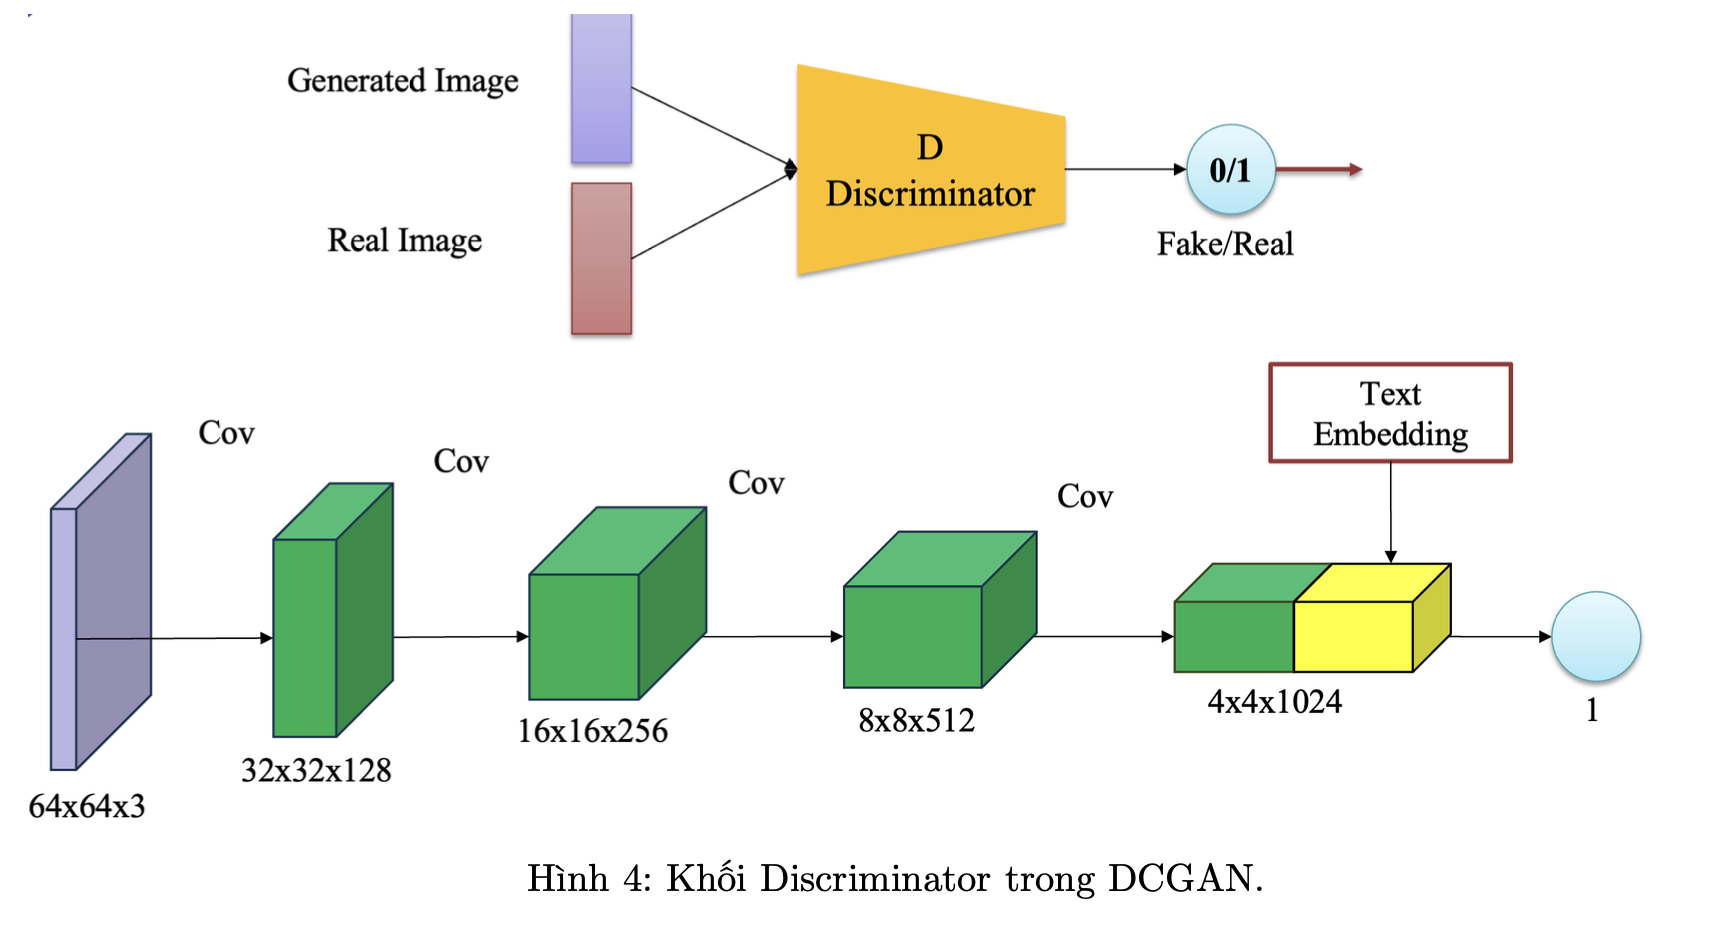 Generated Image
D
Discriminator
0/1
Real Image
Fake/Real
Text
Embedding
Cov
Cov
Cov
Cov
64x64x3
32x32x128
16x16x256
8x8x512
4x4x1024
1
Hình 4: Khối Discriminator trong DCGAN.